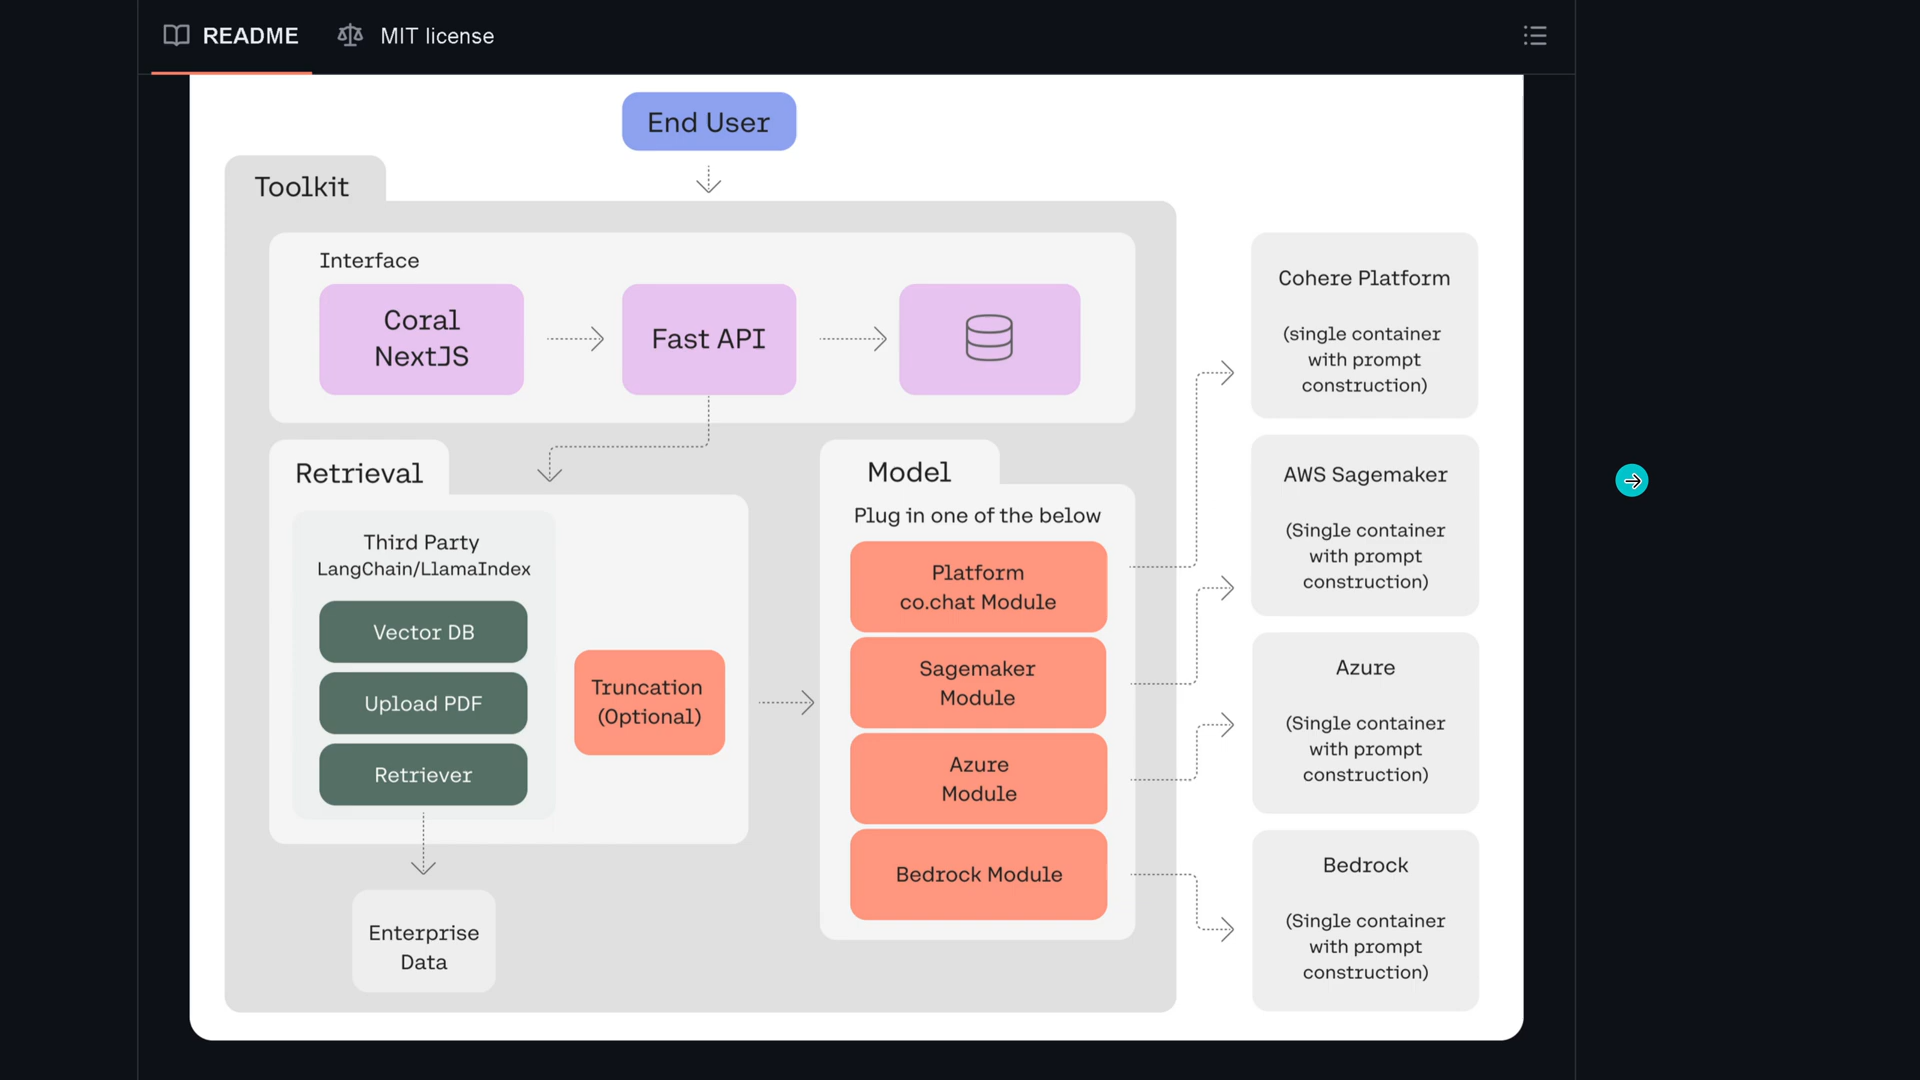 README
MIT license
End User
Toolkit
Interface
Coral
NextJS
Fast API
Retrieval
Third Party
LangChain/LlamaIndex
Vector DB
Upload PDF
Retriever
Truncation
(Optional)
Enterprise
Data
Model
Plug in one of the below
Platform
co.chat Module
Sagemaker
Module
Azure
Module
Bedrock Module
Cohere Platform
(single container
with prompt
construction)
AWS Sagemaker
(Single container
with prompt
construction)
Azure
(Single container
with prompt
construction)
Bedrock
(Single container
with prompt
construction)